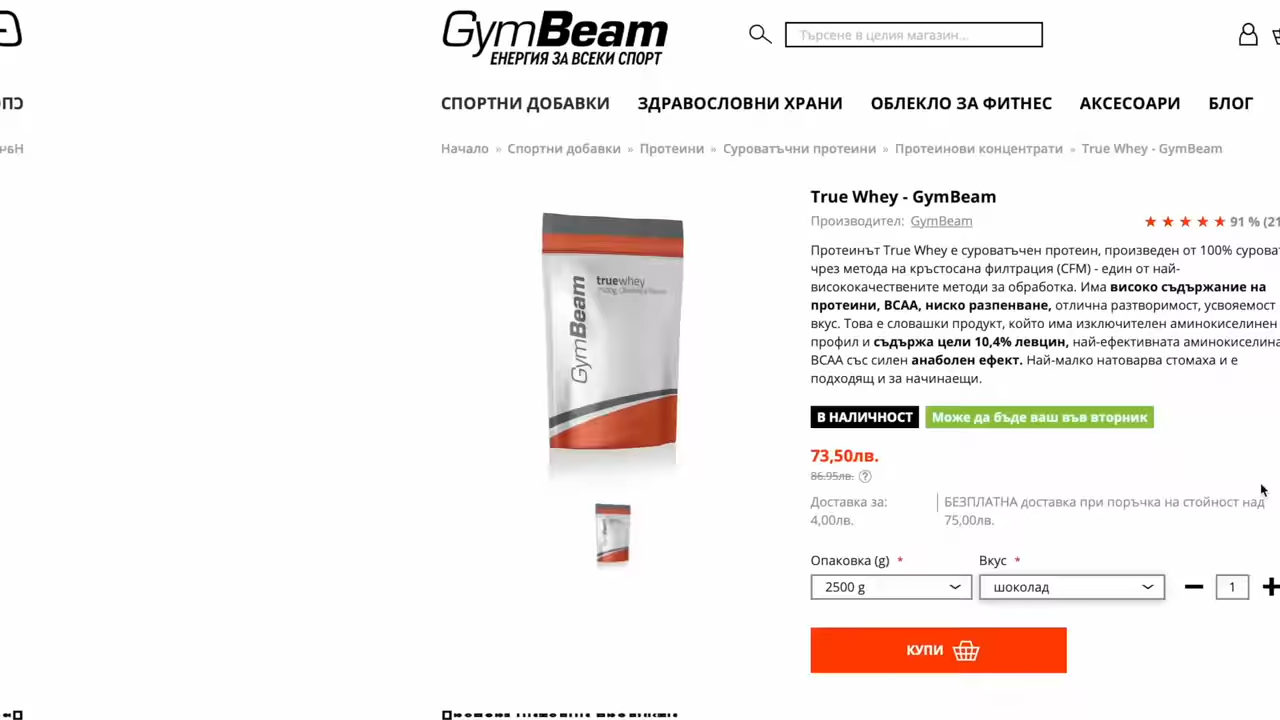 GymBeam
ЕНЕРГИЯ ЗА ВСЕКИ СПОРТ
Търсене в целия магазин...
СПОРТНИ ДОБАВКИ ЗДРАВОСЛОВНИ ХРАНИ ОБЛЕКЛО ЗА ФИТНЕС АКСЕСОАРИ БЛОГ
Начало » Спортни добавки » Протеини » Суроватъчни протеини » Протеинови концентрати » True Whey - GymBeam
True Whey - GymBeam
Производител: GymBeam
91 % (21
Протеинът True Whey е суроватъчен протеин, произведен от 100% суроват
чрез метода на кръстосана филтрация (CFM) - един от най-
висококачествените методи за обработка. Има високо съдържание на
протеини, BCAA, ниско разпенване, отлична разтворимост, усвояемост
вкус. Това е словашки продукт, който има изключителен аминокиселинен
профил и съдържа цели 10,4% левцин, най-ефективната аминокиселина
BCAA със силен анаболен ефект. Най-малко натоварва стомаха и е
подходящ и за начинаещи.
GymBeam
truewhey
В НАЛИЧНОСТ Може да бъде ваш във вторник
73,50лв.
86.95лв. ?
Доставка за: БЕЗПЛАТНА доставка при поръчка на стойност над
4,00лв. 75,00лв.
Опаковка (g) * Вкус *
2500 g шоколад 1
КУПИ